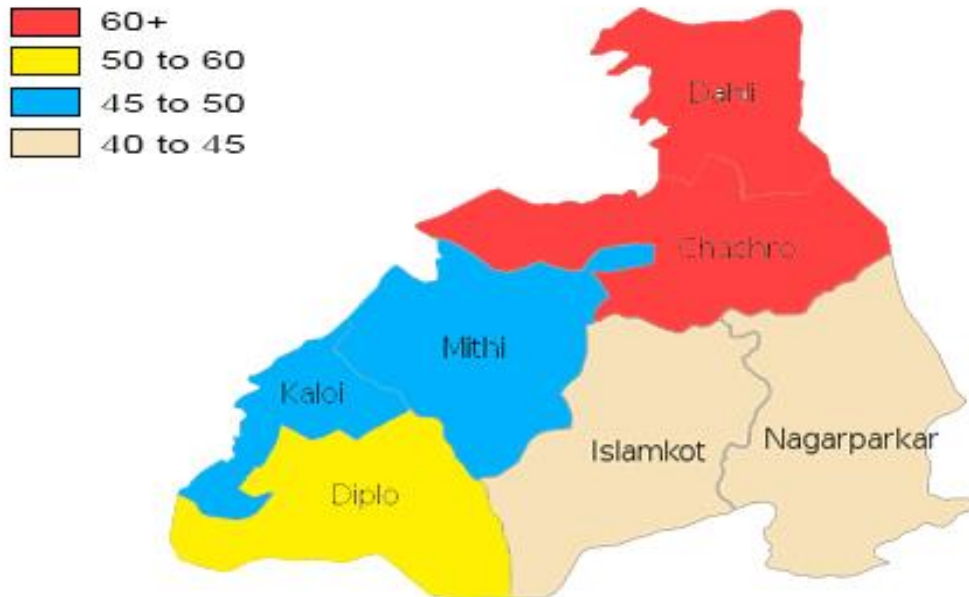 60+
50 to 60
45 to 50
40 to 45
Dahli
Chachro
Mithi
Kaloi
Islamkot
Nagarparkar
Diplo